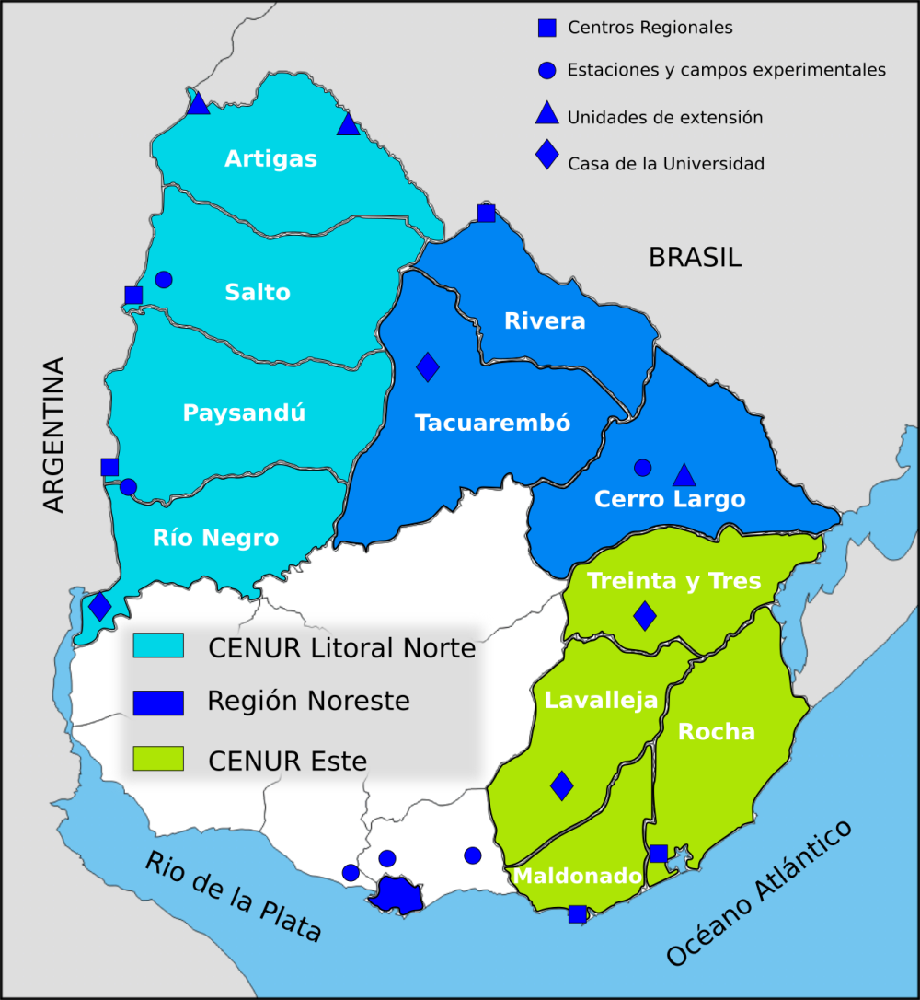 Centros Regionales
Estaciones y campos experimentales
Unidades de extensión
Casa de la Universidad
Artigas
BRASIL
Salto
Rivera
ARGENTINA
Paysandú
Tacuarembó
Cerro Largo
Río Negro
Treinta y Tres
CENUR Litoral Norte
Región Noreste
CENUR Este
Lavalleja
Rocha
Maldonado
Rio de la Plata
Océano Atlántico